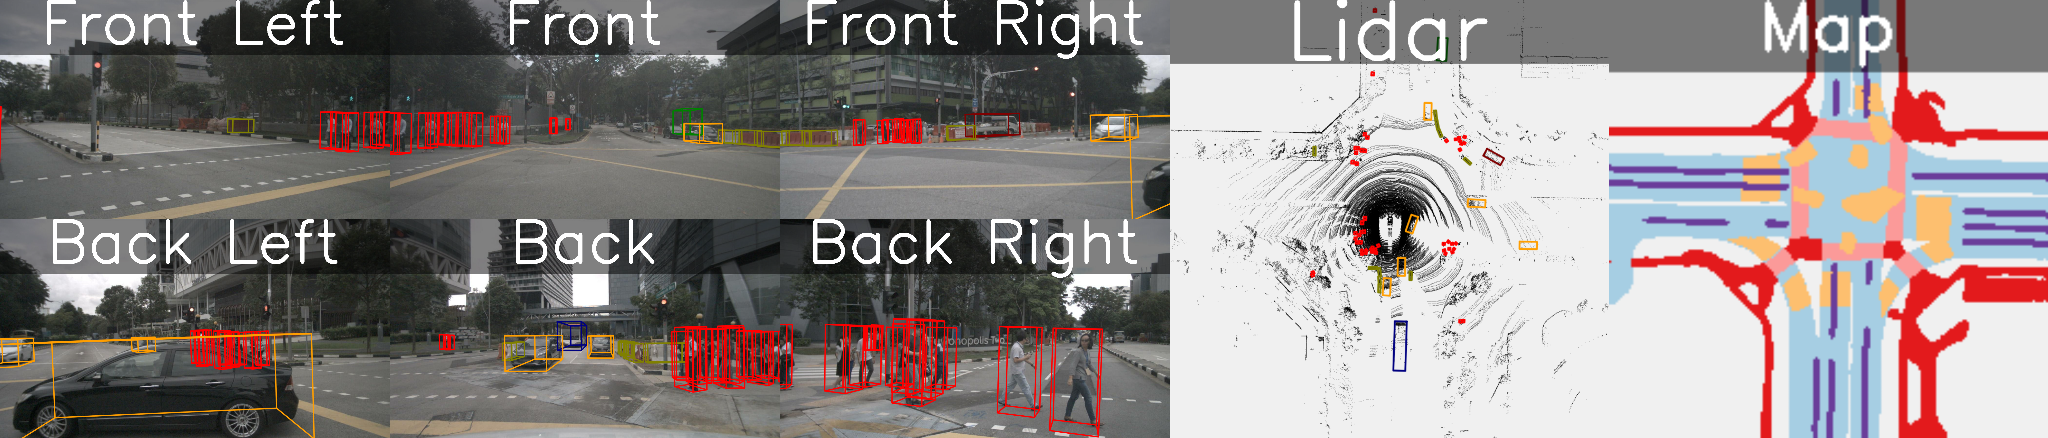 Front Left
Front
Front Right
Lidar
Map
Back Left
Back
Back Right